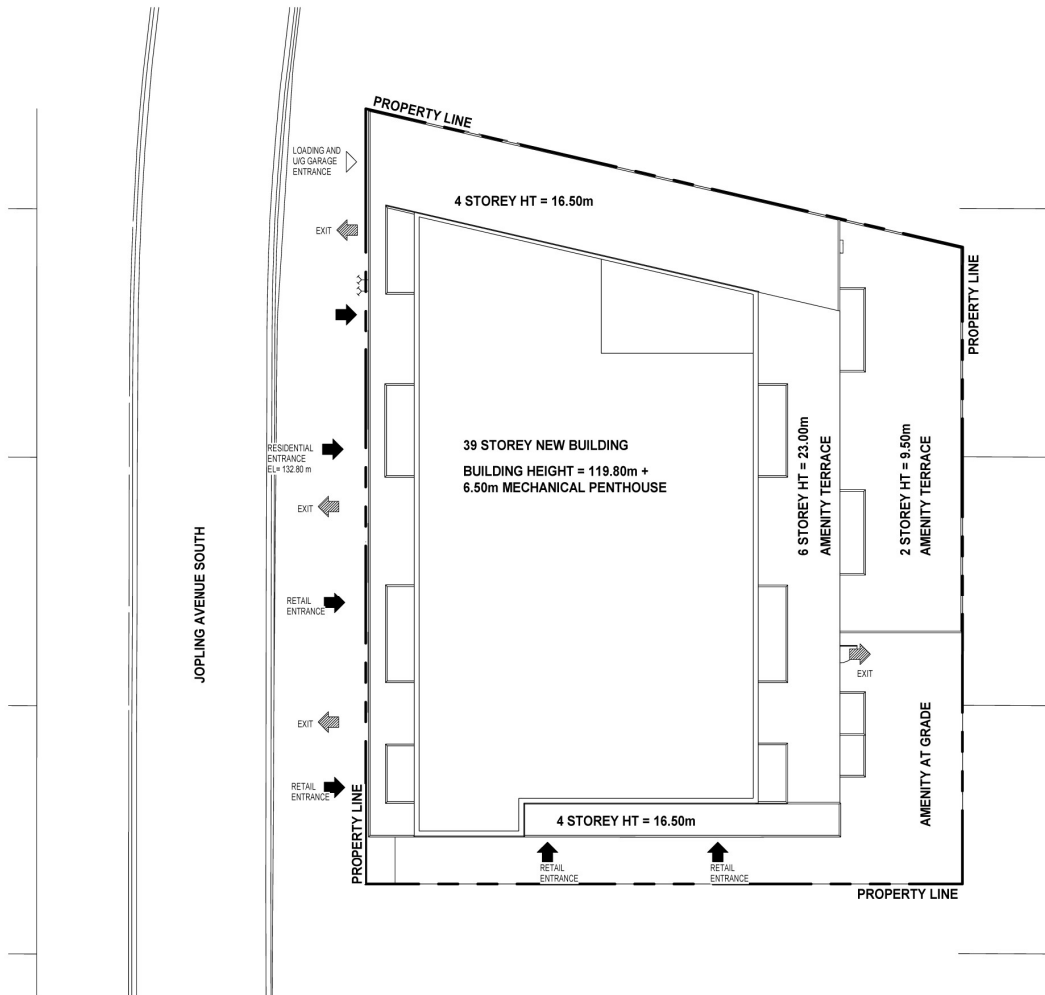 PROPERTY LINE
LOADING AND
U/G GARAGE
ENTRANCE
4 STOREY HT = 16.50m
EXIT
PROPERTY LINE
39 STOREY NEW BUILDING
BUILDING HEIGHT = 119.80m +
6.50m MECHANICAL PENTHOUSE
RESIDENTIAL
ENTRANCE
EL= 132.80 m
6 STOREY HT = 23.00m
AMENITY TERRACE
2 STOREY HT = 9.50m
AMENITY TERRACE
EXIT
JOPLING AVENUE SOUTH
RETAIL
ENTRANCE
EXIT
EXIT
AMENITY AT GRADE
RETAIL
ENTRANCE
PROPERTY LINE
4 STOREY HT = 16.50m
RETAIL
ENTRANCE
RETAIL
ENTRANCE
PROPERTY LINE